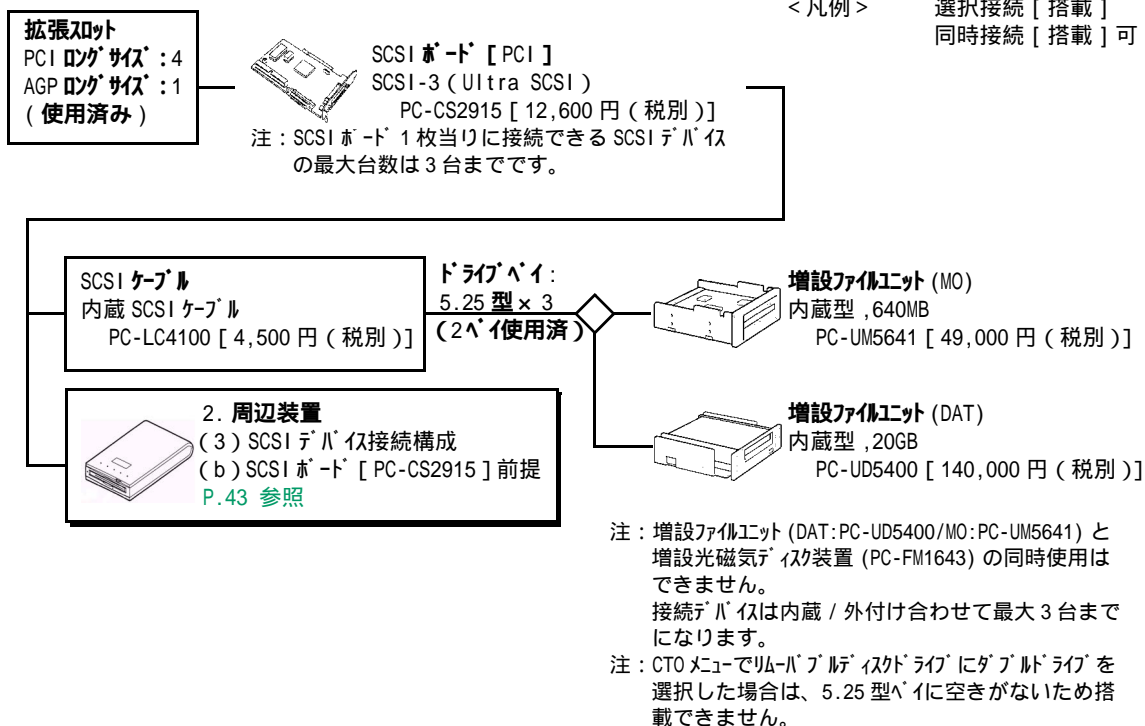 <凡例>
選択接続[搭載]
同時接続[搭載]可
拡張スロット
PCI ロングサイズ:4
AGP ロングサイズ:1
(使用済み)
SCSI ボード[PCI]
SCSI-3(Ultra SCSI)
PC-CS2915[12,600 円(税別)]
注:SCSI ボード 1 枚当りに接続できる SCSI デバイス
の最大台数は 3 台までです。
SCSI ケーブル
内蔵 SCSI ケーブル
PC-LC4100[4,500 円(税別)]
ドライブベイ:
5.25 型× 3
(2ベイ使用済)
増設ファイルユニット(MO)
内蔵型,640MB
PC-UM5641[49,000 円(税別)]
2. 周辺装置
(3)SCSI デバイス接続構成
(b)SCSI ボード[PC-CS2915]前提
P.43 参照
増設ファイルユニット(DAT)
内蔵型,20GB
PC-UD5400[140,000 円(税別)]
注:増設ファイルユニット(DAT:PC-UD5400/MO:PC-UM5641) と
増設光磁気ディスク装置(PC-FM1643) の同時使用は
できません。
接続デバイスは内蔵/外付け合わせて最大 3 台まで
になります。
注:CTO メニューでリムーバブルディスクドライブにダブルドライブを
選択した場合は、5.25 型ベイに空きがないため搭
載できません。